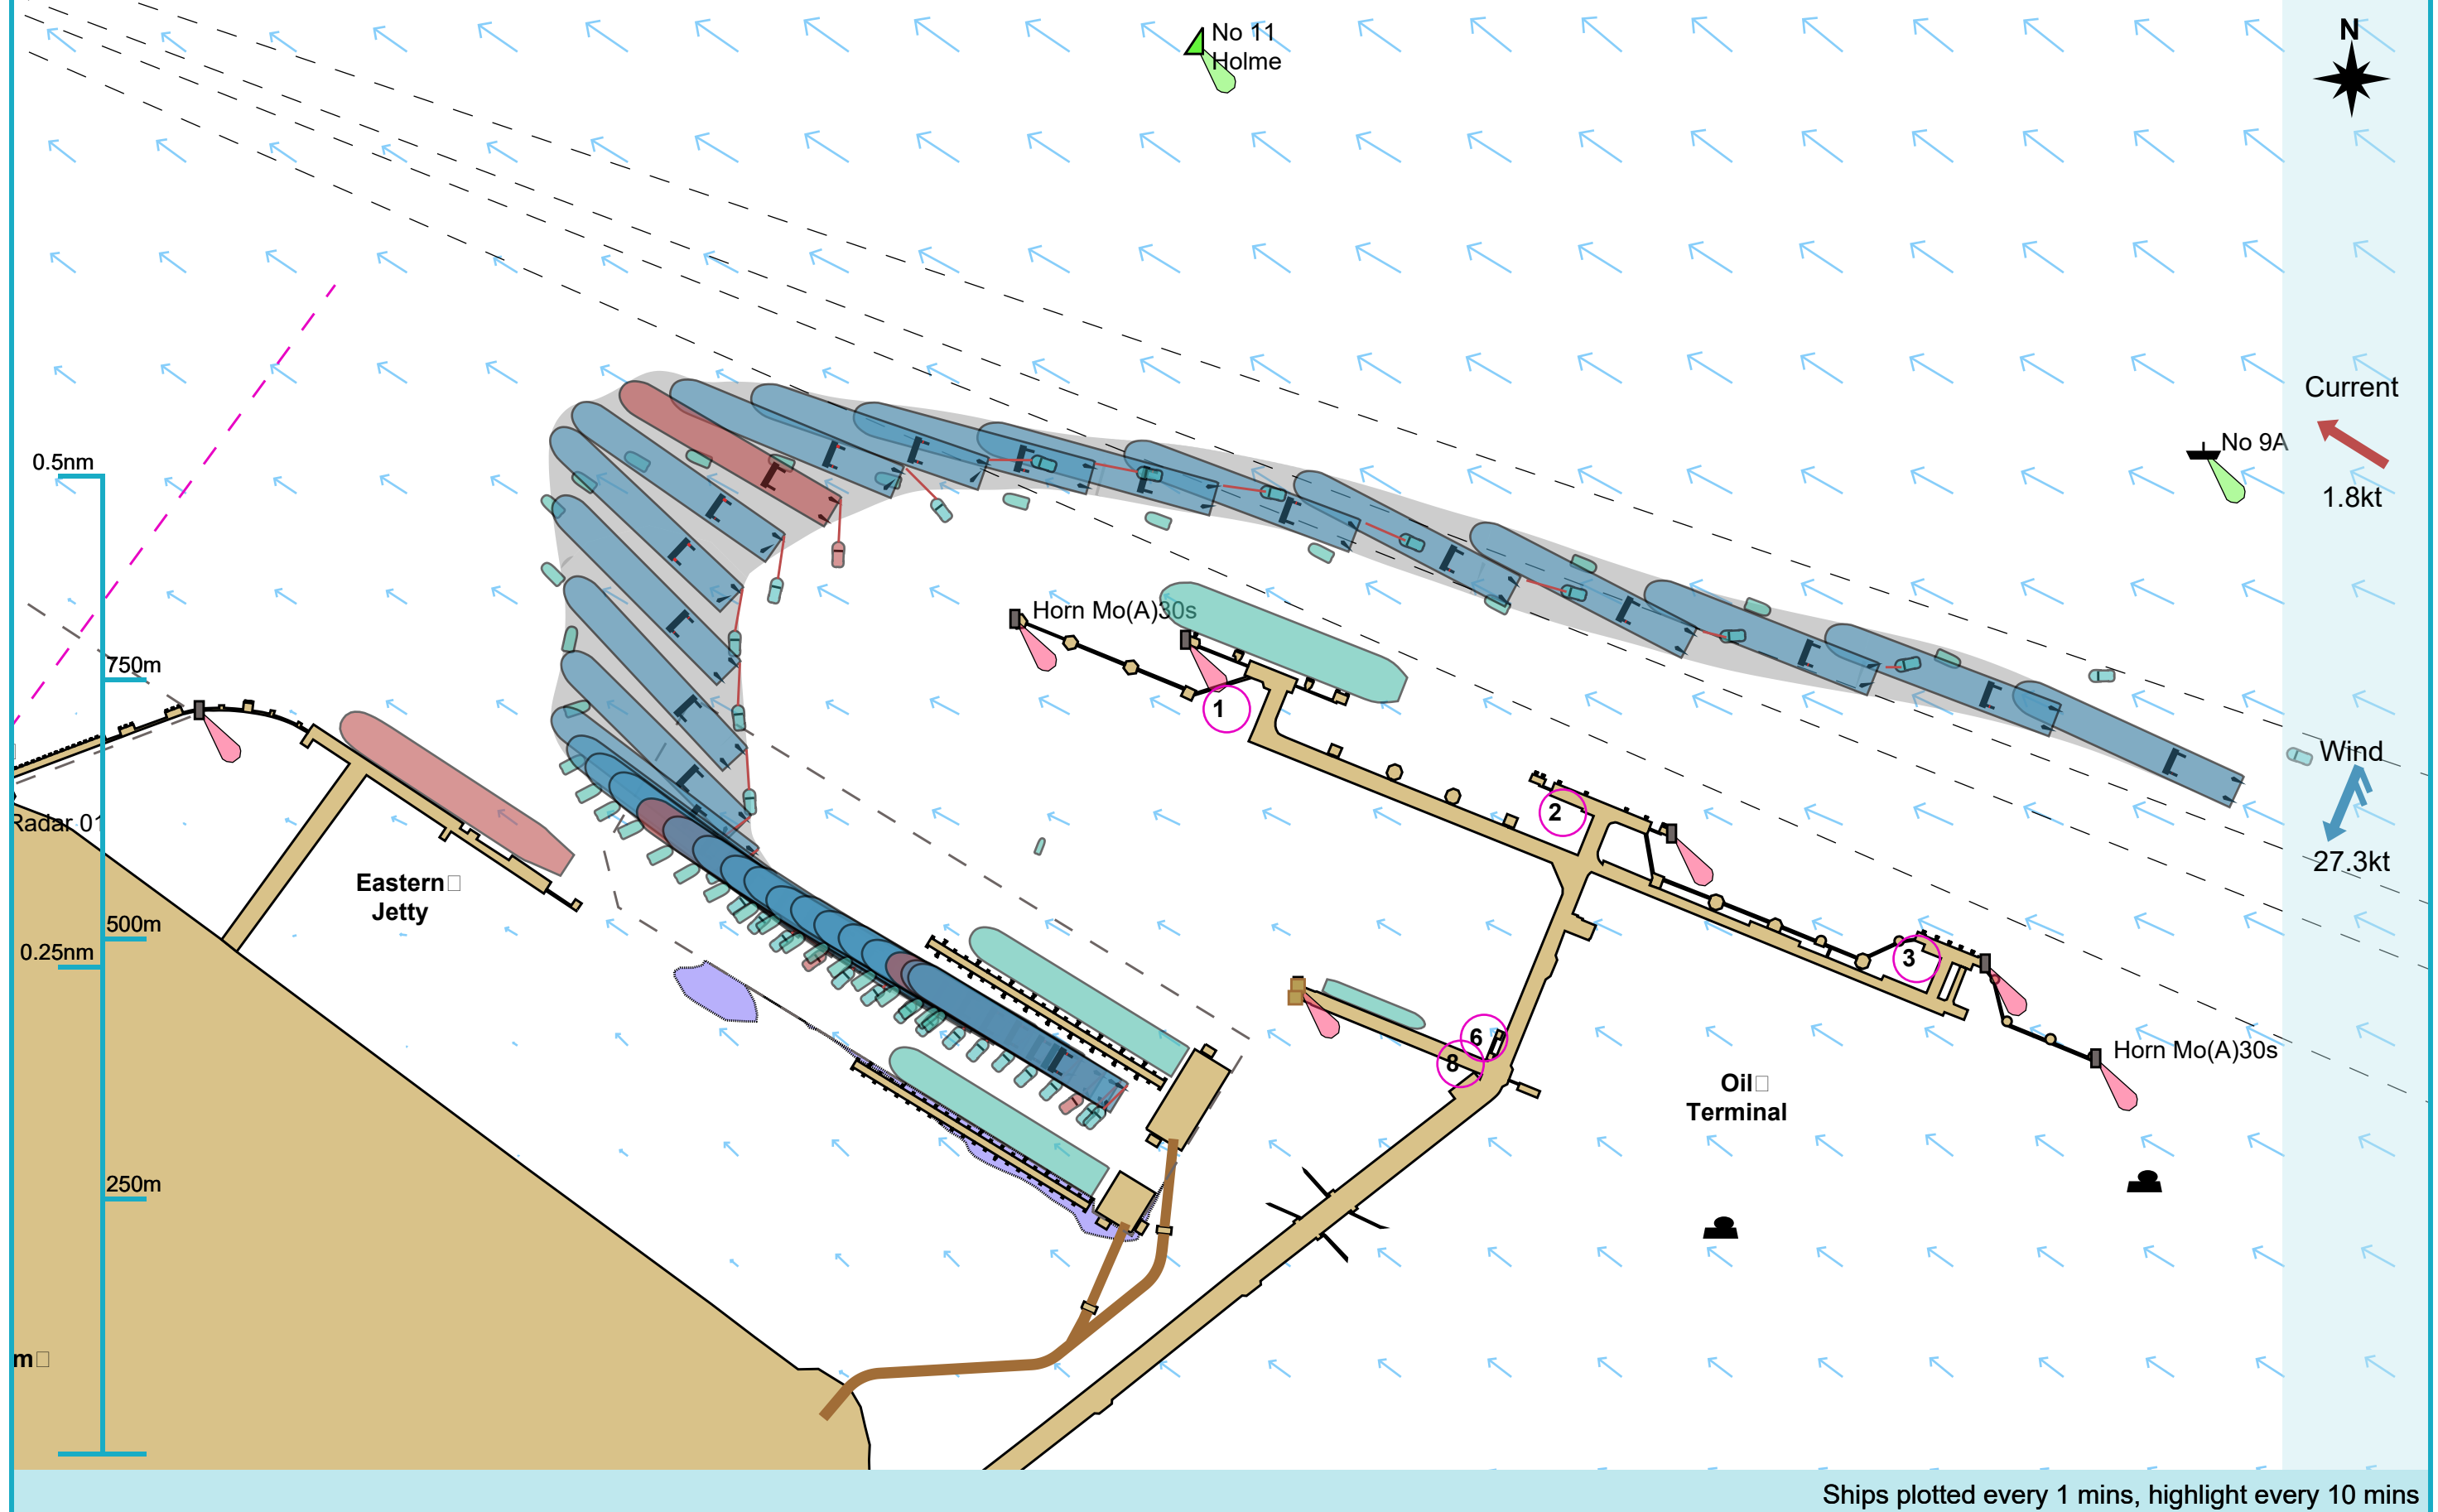 No 11
Holme
N
Current
0.5nm
No 9A
1.8kt
Horn Mo(A)30s
750m
1
Wind
2
Radar 01
27.3kt
Eastern
Jetty
500m
0.25nm
3
6
8
Horn Mo(A)30s
Oil
Terminal
250m
m
Ships plotted every 1 mins, highlight every 10 mins